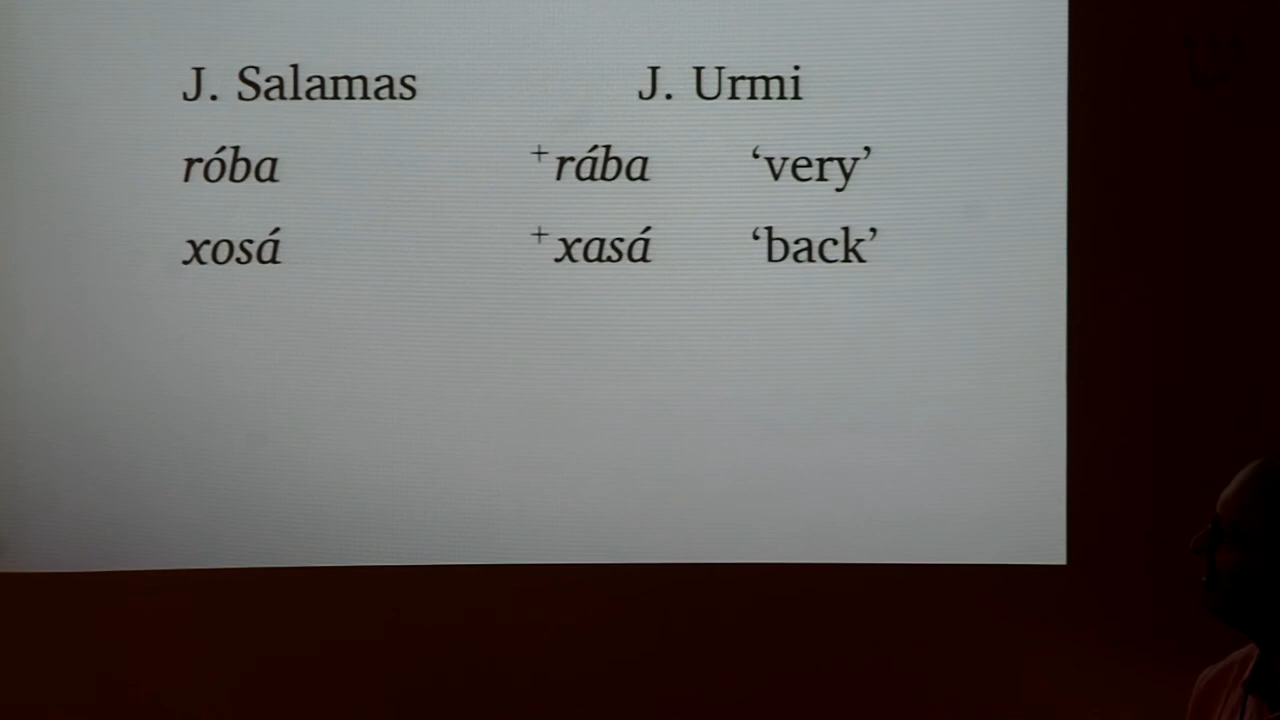 J. Salamas J. Urmi
róba ⁺rába ‘very’
xosá ⁺xasá ‘back’